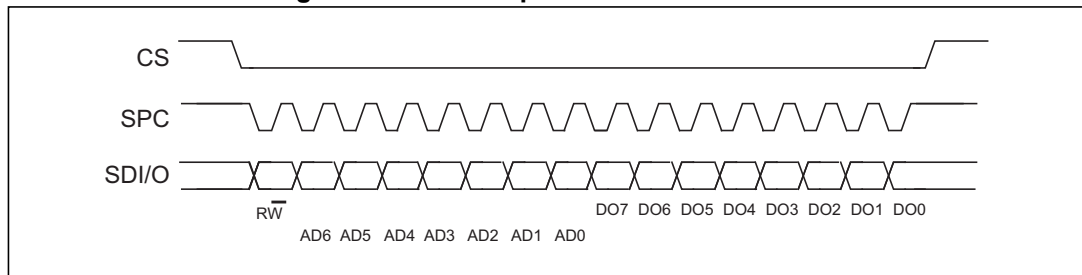 CS
SPC
SDI/O
RW
DO7 DO6 DO5 DO4 DO3 DO2 DO1 DO0
AD6 AD5 AD4 AD3 AD2 AD1 AD0